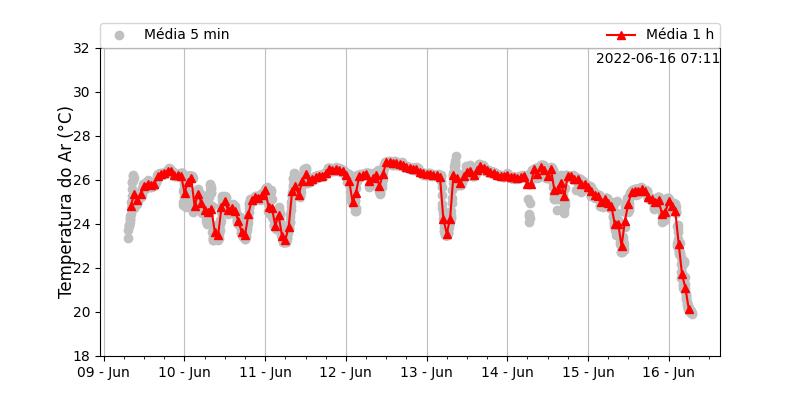 Média 5 min
Média 1 h
2022-06-16 07:11
Temperatura do Ar (°C)
32
30
28
26
24
22
20
18
09 - Jun
10 - Jun
11 - Jun
12 - Jun
13 - Jun
14 - Jun
15 - Jun
16 - Jun